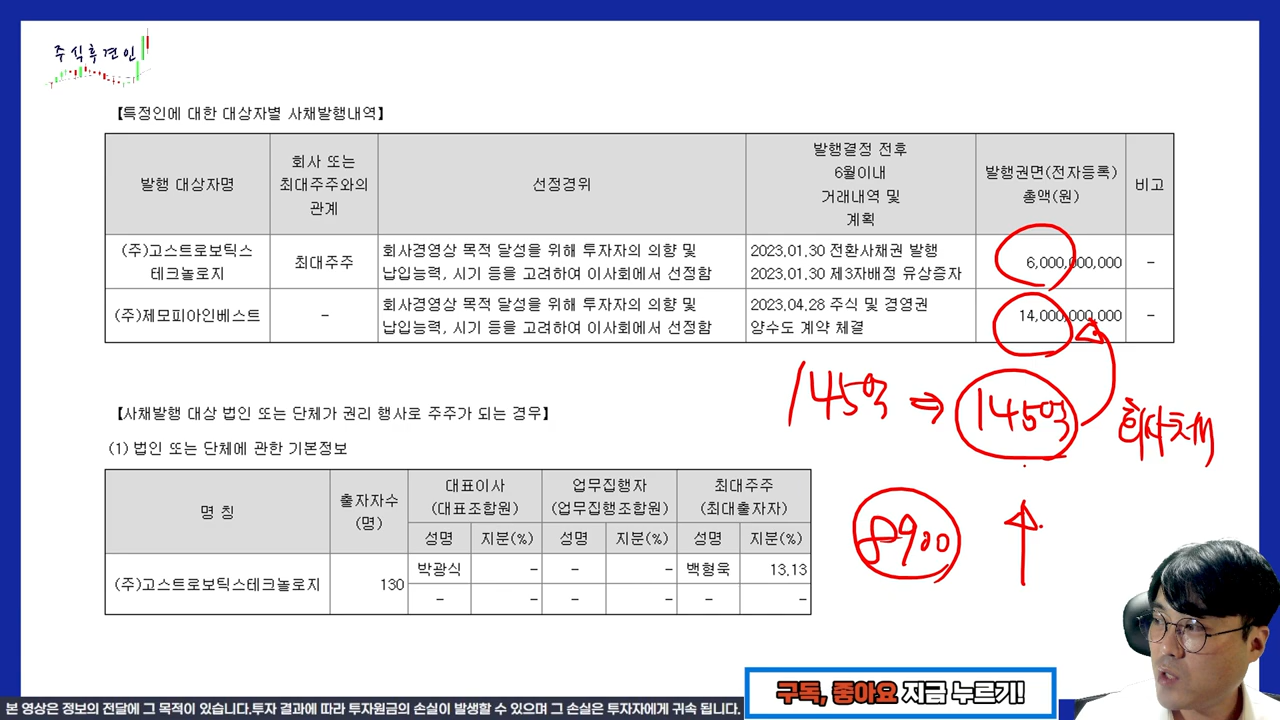 주식후견인
【특정인에 대한 대상자별 사채발행내역】
발행 대상자명
회사 또는
최대주주와의
관계
선정경위
발행결정 전후
6월이내
거래내역 및
계획
발행권면(전자등록)
총액(원)
비고
(주)고스트로보틱스
테크놀로지
최대주주
회사경영상 목적 달성을 위해 투자자의 의향 및
납입능력, 시기 등을 고려하여 이사회에서 선정함
2023.01.30 전환사채권 발행
2023.01.30 제3자배정 유상증자
6,000,000,000
-
(주)제모피아인베스트
-
회사경영상 목적 달성을 위해 투자자의 의향 및
납입능력, 시기 등을 고려하여 이사회에서 선정함
2023.04.28 주식 및 경영권
양수도 계약 체결
14,000,000,000
-
145억 ⇒ 145억
회사채
8900
【사채발행 대상 법인 또는 단체가 권리 행사로 주주가 되는 경우】
(1) 법인 또는 단체에 관한 기본정보
명 칭
출자자수
(명)
대표이사
(대표조합원)
업무집행자
(업무집행조합원)
최대주주
(최대출자자)
성명 지분(%) 성명 지분(%) 성명 지분(%)
(주)고스트로보틱스테크놀로지
130
박광식 - - - 백형욱 13.13
- - - - - -
구독, 좋아요 지금 누르기!
본 영상은 정보의 전달에 그 목적이 있습니다.투자 결과에 따라 투자원금의 손실이 발생할 수 있으며 그 손실은 투자자에게 귀속 됩니다.